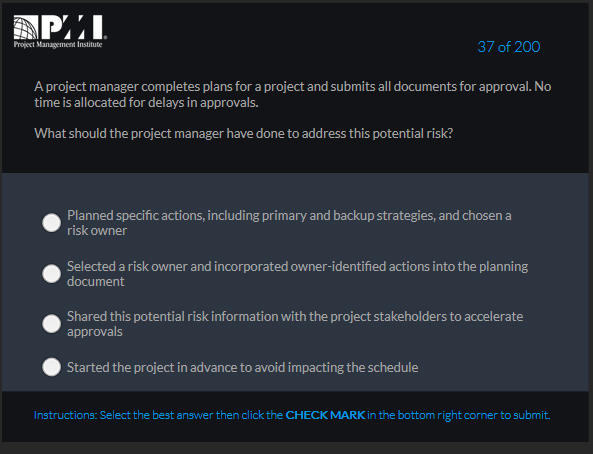 PMI
Project Management Institute
37 of 200
A project manager completes plans for a project and submits all documents for approval. No
time is allocated for delays in approvals.
What should the project manager have done to address this potential risk?
Planned specific actions, including primary and backup strategies, and chosen a
risk owner
Selected a risk owner and incorporated owner-identified actions into the planning
document
Shared this potential risk information with the project stakeholders to accelerate
approvals
Started the project in advance to avoid impacting the schedule
Instructions: Select the best answer then click the CHECK MARK in the bottom right corner to submit.